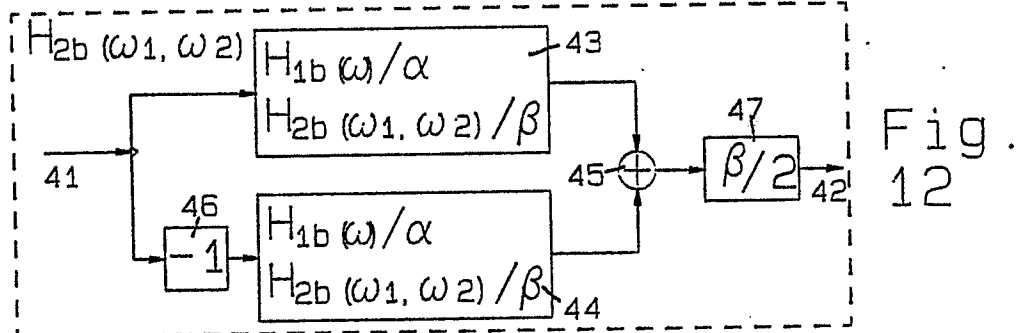 H2b (ω1, ω2)
H1b (ω)/α
H2b (ω1, ω2)/β
43
41
46
-1
H1b (ω)/α
H2b (ω1, ω2)/β
44
45
+
47
β/2
42
Fig.
12